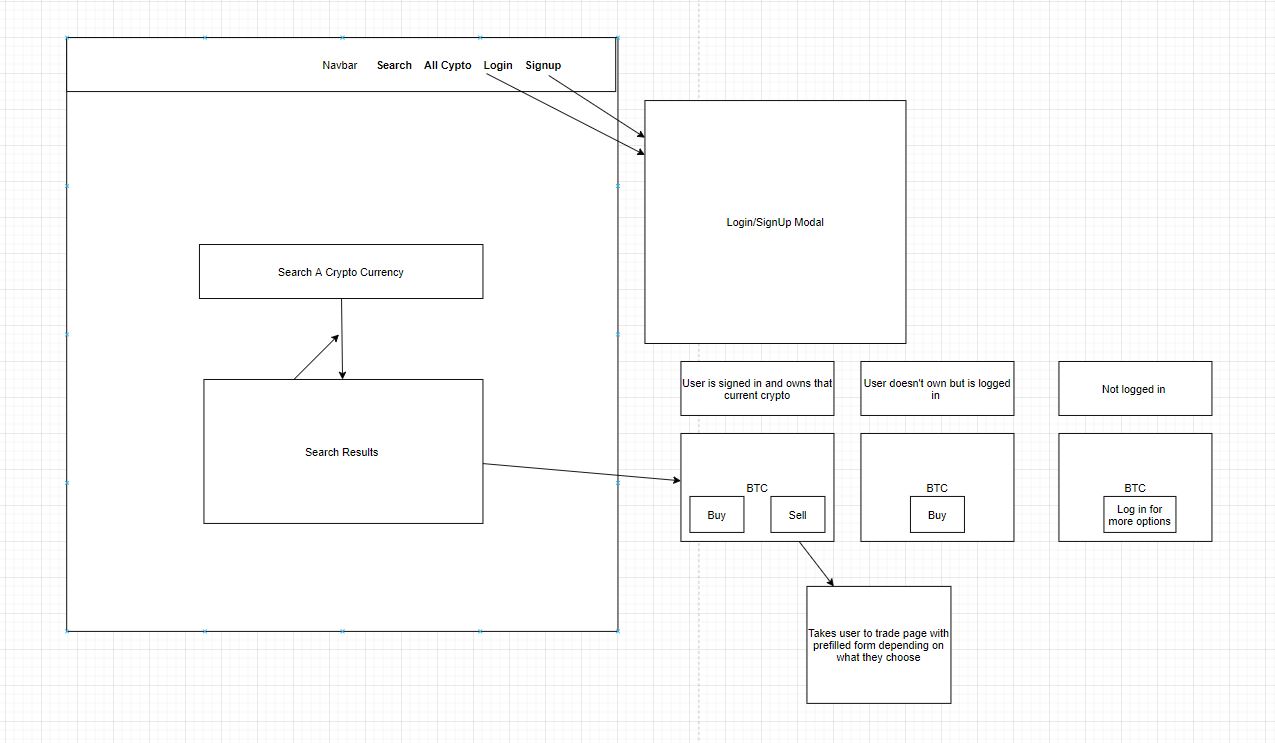 Navbar Search All Cypto Login Signup
Login/SignUp Modal
Search A Crypto Currency
Search Results
User is signed in and owns that
current crypto
User doesn't own but is logged
in
Not logged in
BTC
Buy Sell
BTC
Buy
BTC
Log in for
more options
Takes user to trade page with
prefilled form depending on
what they choose